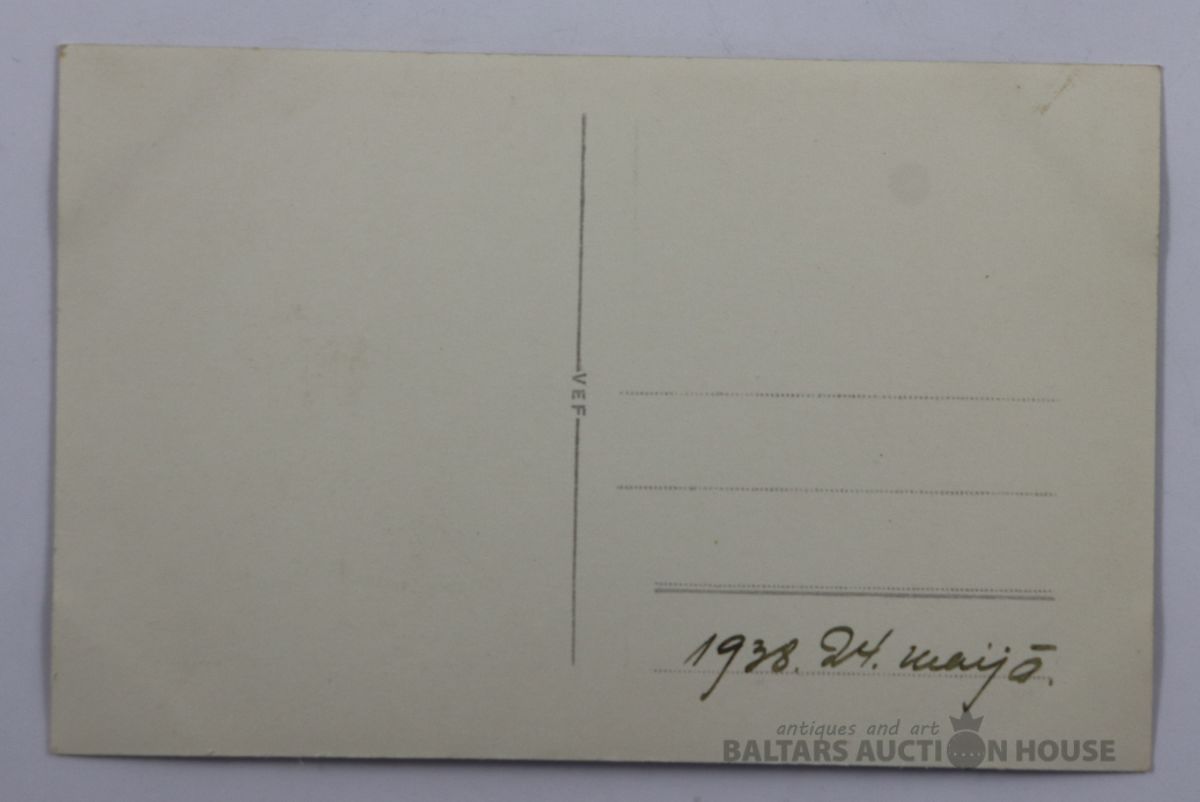 VEF
1938. 24. maijā.
antiques and art
BALTARS AUCTION HOUSE